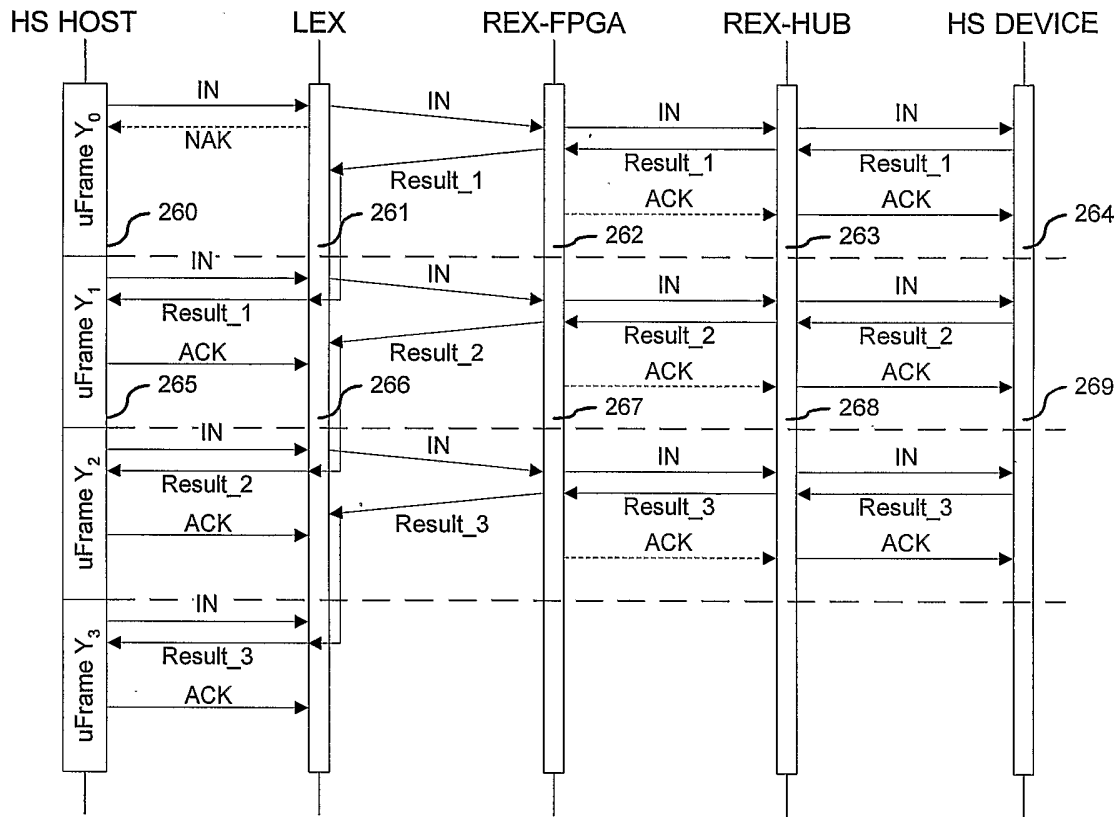 HS HOST LEX REX-FPGA REX-HUB HS DEVICE
uFrame Y0
IN IN IN IN
NAK
Result_1 Result_1 Result_1
ACK ACK
260 261 262 263 264
uFrame Y1
IN IN IN IN
Result_1 Result_2 Result_2 Result_2
ACK ACK ACK
265 266 267 268 269
uFrame Y2
IN IN IN IN
Result_2 Result_3 Result_3 Result_3
ACK ACK ACK
uFrame Y3
IN
Result_3
ACK